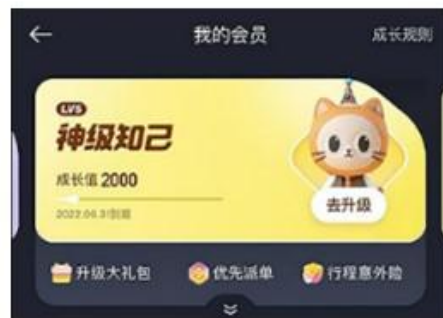 我的会员
成长规则
LV5
神级知己
成长值 2000
去升级
2022.06.31到期
升级大礼包
优先派单
行程意外险